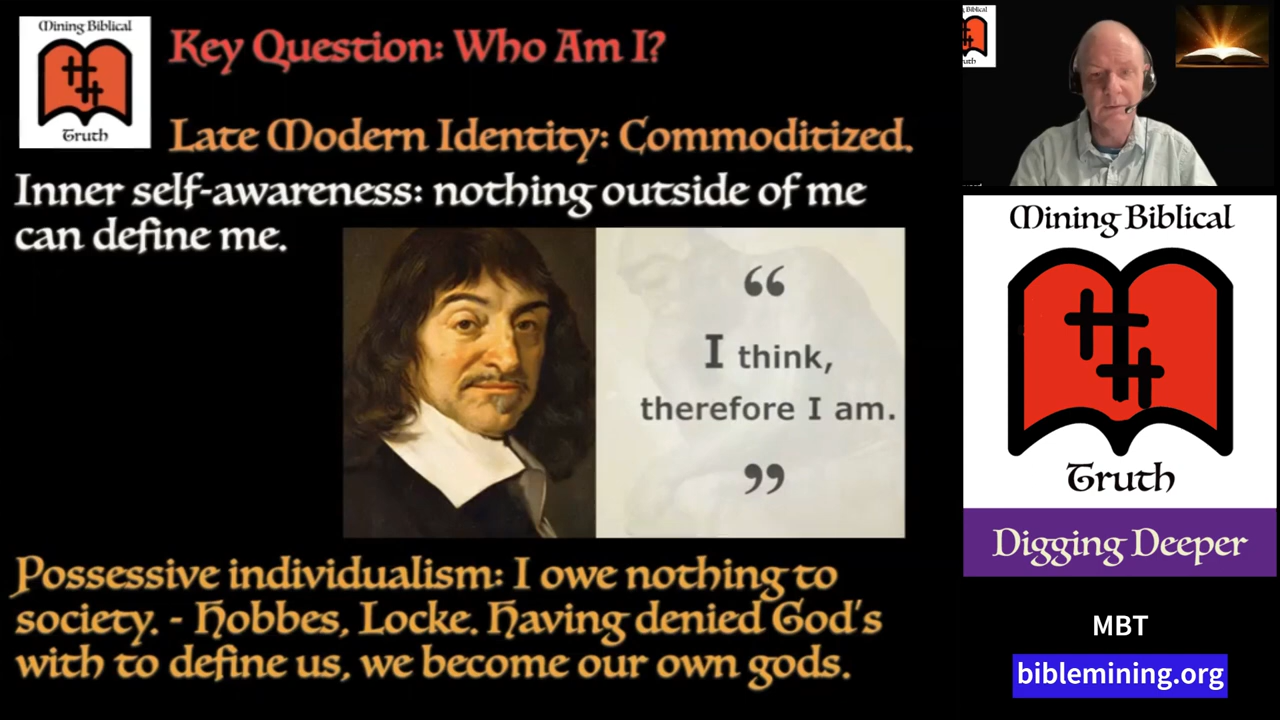 Mining Biblical
Truth
Key Question: Who Am I?
Late Modern Identity: Commoditized.
Inner self-awareness: nothing outside of me
can define me.
“
I think,
therefore I am.
”
Possessive individualism: I owe nothing to
society. - Hobbes, Locke. Having denied God's
with to define us, we become our own gods.
Mining Biblical
Truth
Digging Deeper
MBT
biblemining.org